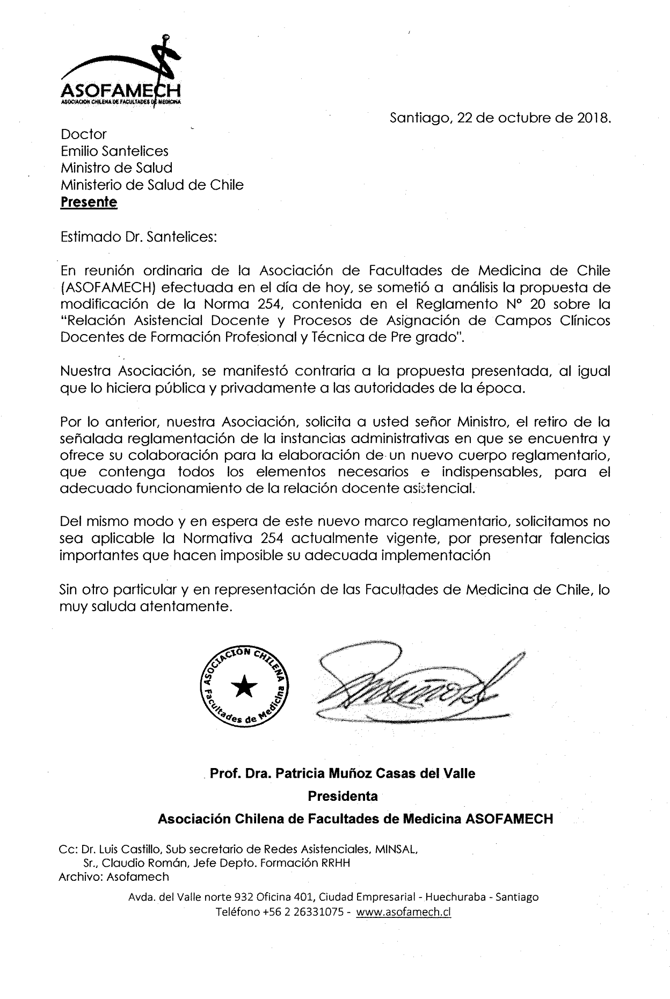 ASOFAMECH
ASOCIACION CHILENA DE FACULTADES DE MEDICINA
Santiago, 22 de octubre de 2018.
Doctor
Emilio Santelices
Ministro de Salud
Ministerio de Salud de Chile
Presente
Estimado Dr. Santelices:
En reunión ordinaria de la Asociación de Facultades de Medicina de Chile
(ASOFAMECH) efectuada en el día de hoy, se sometió a análisis la propuesta de
modificación de la Norma 254, contenida en el Reglamento N° 20 sobre la
“Relación Asistencial Docente y Procesos de Asignación de Campos Clínicos
Docentes de Formación Profesional y Técnica de Pre grado”.
Nuestra Asociación, se manifestó contraria a la propuesta presentada, al igual
que lo hiciera pública y privadamente a las autoridades de la época.
Por lo anterior, nuestra Asociación, solicita a usted señor Ministro, el retiro de la
señalada reglamentación de la instancias administrativas en que se encuentra y
ofrece su colaboración para la elaboración de un nuevo cuerpo reglamentario,
que contenga todos los elementos necesarios e indispensables, para el
adecuado funcionamiento de la relación docente asistencial.
Del mismo modo y en espera de este nuevo marco reglamentario, solicitamos no
sea aplicable la Normativa 254 actualmente vigente, por presentar falencias
importantes que hacen imposible su adecuada implementación
Sin otro particular y en representación de las Facultades de Medicina de Chile, lo
muy saluda atentamente.
ASOCIACIÓN CHILENA
Facultades de Medicina
Prof. Dra. Patricia Muñoz Casas del Valle
Presidenta
Asociación Chilena de Facultades de Medicina ASOFAMECH
Cc: Dr. Luis Castillo, Sub secretario de Redes Asistenciales, MINSAL,
Sr., Claudio Román, Jefe Depto. Formación RRHH
Archivo: Asofamech
Avda. del Valle norte 932 Oficina 401, Ciudad Empresarial - Huechuraba - Santiago
Teléfono +56 2 26331075 - www.asofamech.cl